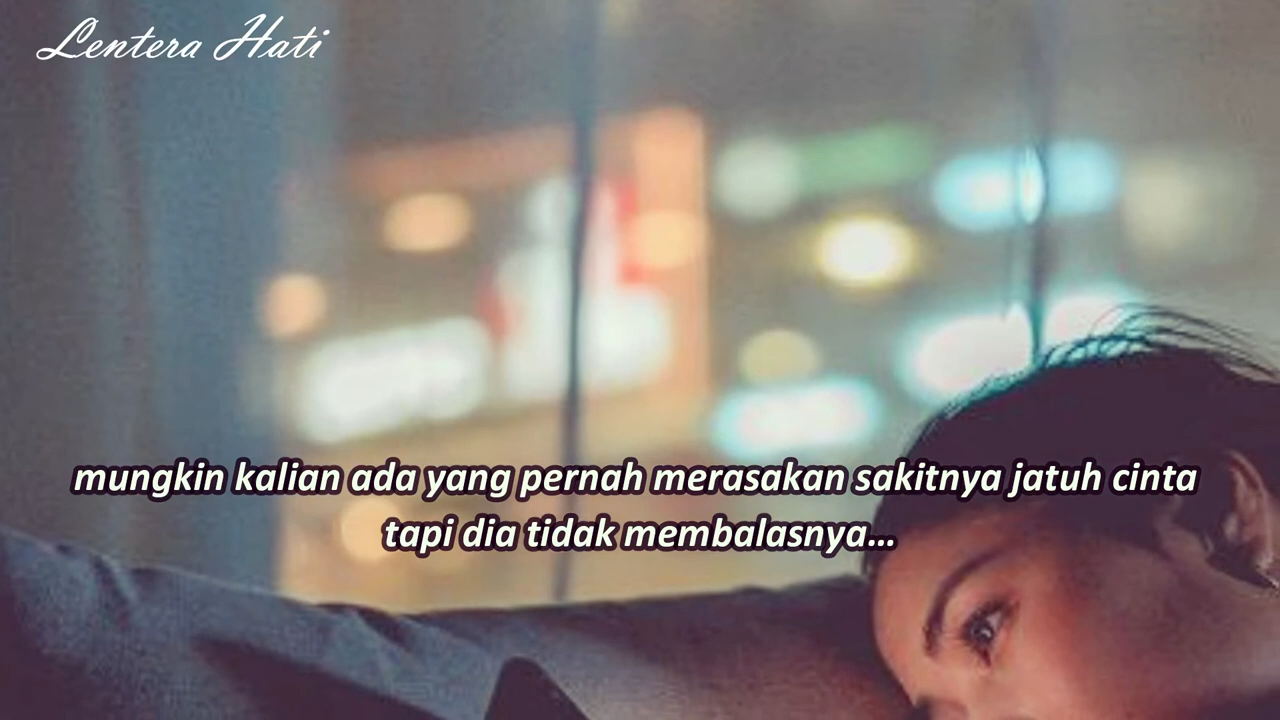 Lentera Hati
mungkin kalian ada yang pernah merasakan sakitnya jatuh cinta
tapi dia tidak membalasnya...